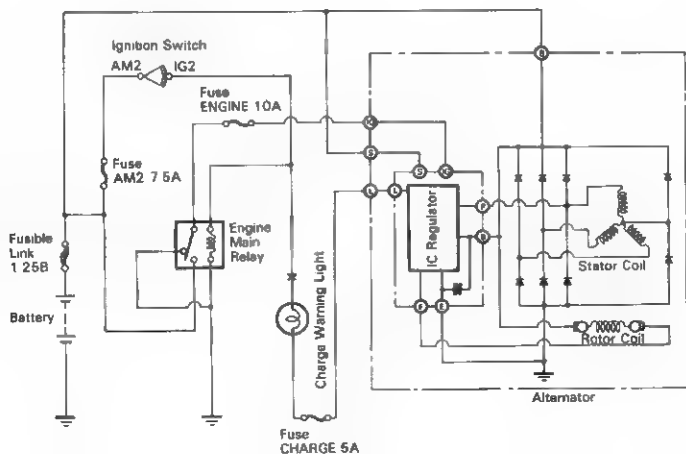 Ignition Switch
AM2
IG2
Fuse
ENGINE 10A
Fuse
AM2 7.5A
Fusible
Link
1 25B
Battery
Engine
Main
Relay
Charge Warning Light
Fuse
CHARGE 5A
B
IG
S
L
S
IG
L
IC Regulator
P
B
F
E
Stator Coil
Rotor Coil
Alternator